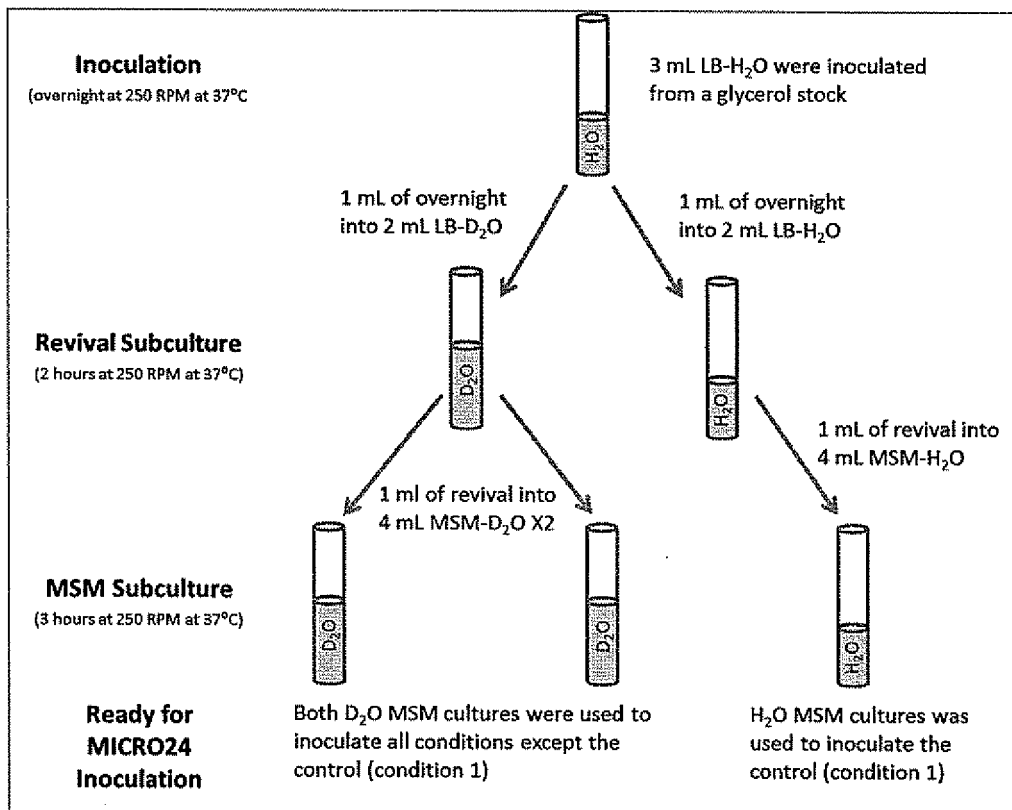 Inoculation
(overnight at 250 RPM at 37°C
H₂O
3 mL LB-H₂O were inoculated
from a glycerol stock
1 mL of overnight
into 2 mL LB-D₂O
1 mL of overnight
into 2 mL LB-H₂O
Revival Subculture
(2 hours at 250 RPM at 37°C)
D₂O
H₂O
1 mL of revival into
4 mL MSM-H₂O
1 ml of revival into
4 mL MSM-D₂O X2
MSM Subculture
(3 hours at 250 RPM at 37°C)
D₂O
D₂O
H₂O
Ready for
MICRO24
Inoculation
Both D₂O MSM cultures were used to
inoculate all conditions except the
control (condition 1)
H₂O MSM cultures was
used to inoculate the
control (condition 1)